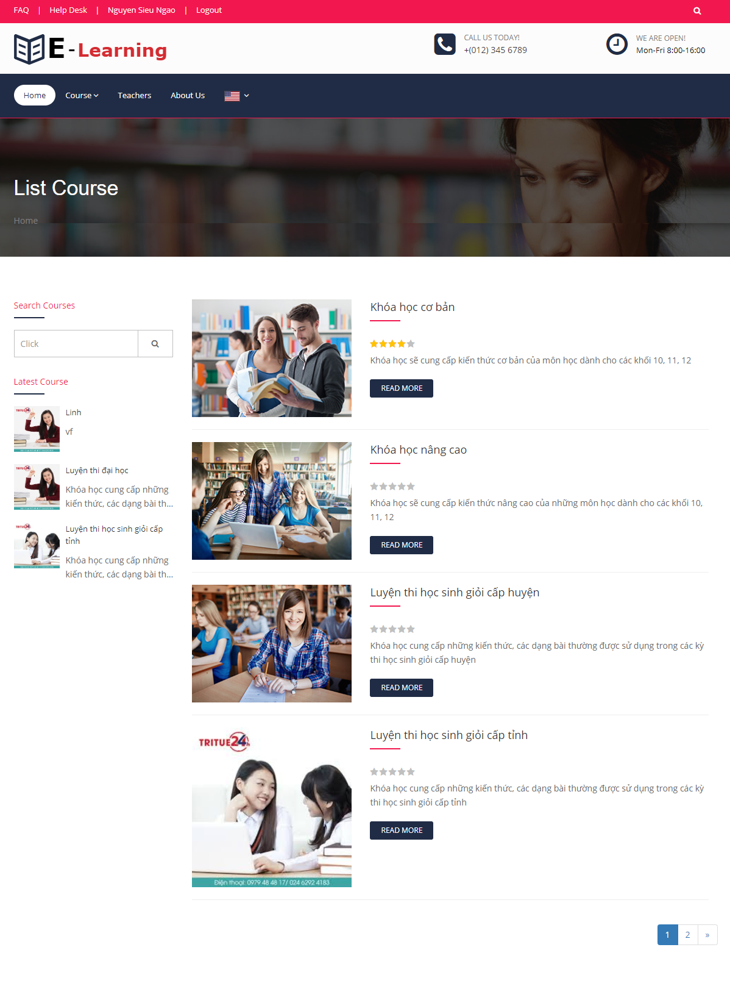 FAQ | Help Desk | Nguyen Sieu Ngao | Logout
E - Learning
CALL US TODAY!
+(012) 345 6789
WE ARE OPEN!
Mon-Fri 8:00-16:00
Home Course Teachers About Us
List Course
Home
Search Courses
Click
Latest Course
TRITUE24
Linh
vf
TRITUE24
Luyện thi đại học
Khóa học cung cấp những
kiến thức, các dạng bài th...
TRITUE24
Luyện thi học sinh giỏi cấp
tỉnh
Khóa học cung cấp những
kiến thức, các dạng bài th...
Khóa học cơ bản
Khóa học sẽ cung cấp kiến thức cơ bản của môn học dành cho các khối 10, 11, 12
READ MORE
Khóa học nâng cao
Khóa học sẽ cung cấp kiến thức nâng cao của những môn học dành cho các khối 10,
11, 12
READ MORE
Luyện thi học sinh giỏi cấp huyện
Khóa học cung cấp những kiến thức, các dạng bài thường được sử dụng trong các kỳ
thi học sinh giỏi cấp huyện
READ MORE
TRITUE24h
Điện thoại: 0979 48 48 17/ 024 6292 4183
Luyện thi học sinh giỏi cấp tỉnh
Khóa học cung cấp những kiến thức, các dạng bài thường được sử dụng trong các kỳ
thi học sinh giỏi cấp tỉnh
READ MORE
1 2 »